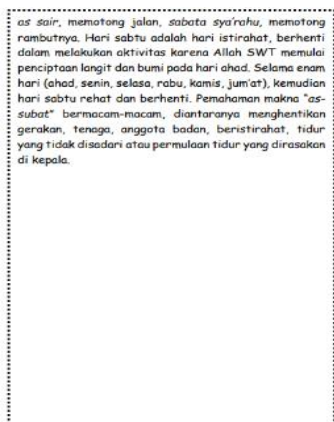 as sair, memotong jalan, sabata sya'rahu, memotong
rambutnya. Hari sabtu adalah hari istirahat, berhenti
dalam melakukan aktivitas karena Allah SWT memulai
penciptaan langit dan bumi pada hari ahad. Selama enam
hari (ahad, senin, selasa, rabu, kamis, jum'at), kemudian
hari sabtu rehat dan berhenti. Pemahaman makna "as-
subat" bermacam-macam, diantaranya menghentikan
gerakan, tenaga, anggota badan, beristirahat, tidur
yang tidak disadari atau permulaan tidur yang dirasakan
di kepala.